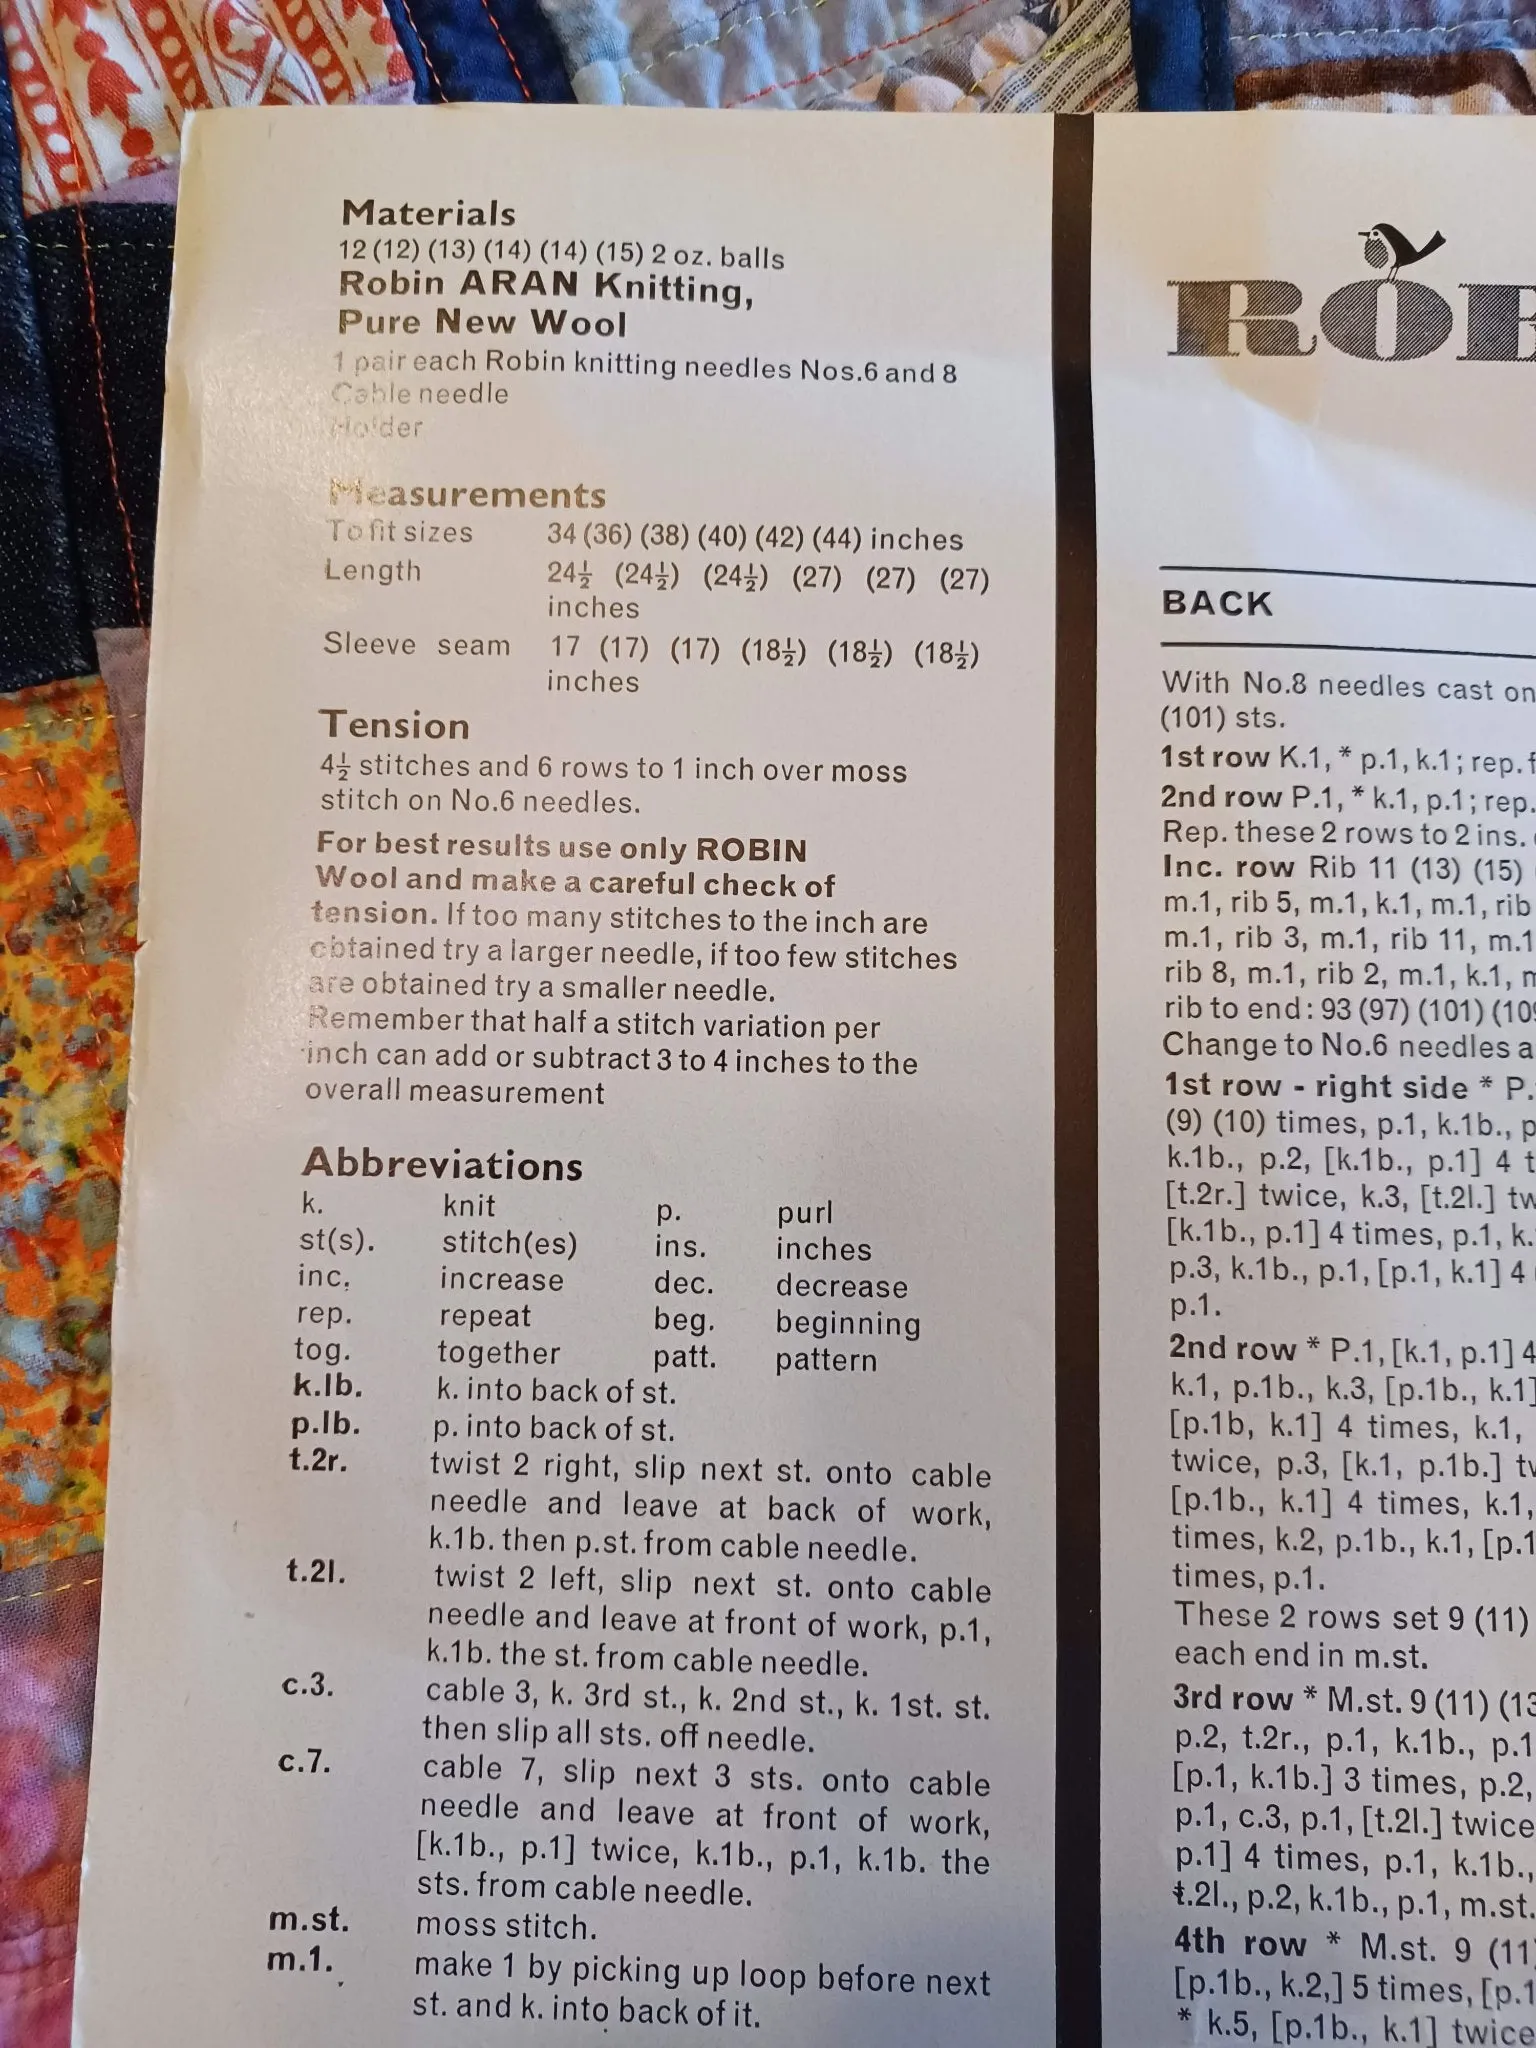 Materials
12 (12) (13) (14) (14) (15) 2 oz. balls
Robin ARAN Knitting,
Pure New Wool
1 pair each Robin knitting needles Nos.6 and 8
Cable needle
Holder
Measurements
To fit sizes 34 (36) (38) (40) (42) (44) inches
Length 24½ (24½) (24½) (27) (27) (27)
inches
Sleeve seam 17 (17) (17) (18½) (18½) (18½)
inches
Tension
4½ stitches and 6 rows to 1 inch over moss
stitch on No.6 needles.
For best results use only ROBIN
Wool and make a careful check of
tension. If too many stitches to the inch are
obtained try a larger needle, if too few stitches
are obtained try a smaller needle.
Remember that half a stitch variation per
inch can add or subtract 3 to 4 inches to the
overall measurement
Abbreviations
k. knit p. purl
st(s). stitch(es) ins. inches
inc. increase dec. decrease
rep. repeat beg. beginning
tog. together patt. pattern
k.lb. k. into back of st.
p.lb. p. into back of st.
t.2r. twist 2 right, slip next st. onto cable
needle and leave at back of work,
k.1b. then p.st. from cable needle.
t.2l. twist 2 left, slip next st. onto cable
needle and leave at front of work, p.1,
k.1b. the st. from cable needle.
c.3. cable 3, k. 3rd st., k. 2nd st., k. 1st. st.
then slip all sts. off needle.
c.7. cable 7, slip next 3 sts. onto cable
needle and leave at front of work,
[k.1b., p.1] twice, k.1b., p.1, k.1b. the
sts. from cable needle.
m.st. moss stitch.
m.1. make 1 by picking up loop before next
st. and k. into back of it.
BACK
With No.8 needles cast on
(101) sts.
1st row K.1, * p.1, k.1; rep.
2nd row P.1, * k.1, p.1; rep.
Rep. these 2 rows to 2 ins.
Inc. row Rib 11 (13) (15)
m.1, rib 5, m.1, k.1, m.1, rib
m.1, rib 3, m.1, rib 11, m.1
rib 8, m.1, rib 2, m.1, k.1,
rib to end: 93 (97) (101)
Change to No.6 needles
1st row - right side * P.
(9) (10) times, p.1, k.1b.,
k.1b., p.2, [k.1b., p.1] 4
[t.2r.] twice, k.3, [t.2l.]
[k.1b., p.1] 4 times, p.1, k.
p.3, k.1b., p.1, [p.1, k.1] 4
p.1.
2nd row * P.1, [k.1, p.1] 4
k.1, p.1b., k.3, [p.1b., k.1]
[p.1b, k.1] 4 times, k.1,
twice, p.3, [k.1, p.1b.]
[p.1b., k.1] 4 times, k.1,
times, k.2, p.1b., k.1, [p.1
times, p.1.
These 2 rows set 9 (11)
each end in m.st.
3rd row * M.st. 9 (11)
p.2, t.2r., p.1, k.1b., p.1
[p.1, k.1b.] 3 times, p.2,
p.1, c.3, p.1, [t.2l.] twice
p.1] 4 times, p.1, k.1b.,
t.2l., p.2, k.1b., p.1, m.st.
4th row * M.st. 9 (11)
[p.1b., k.2,] 5 times, [p.1
* k.5, [p.1b., k.1] twice